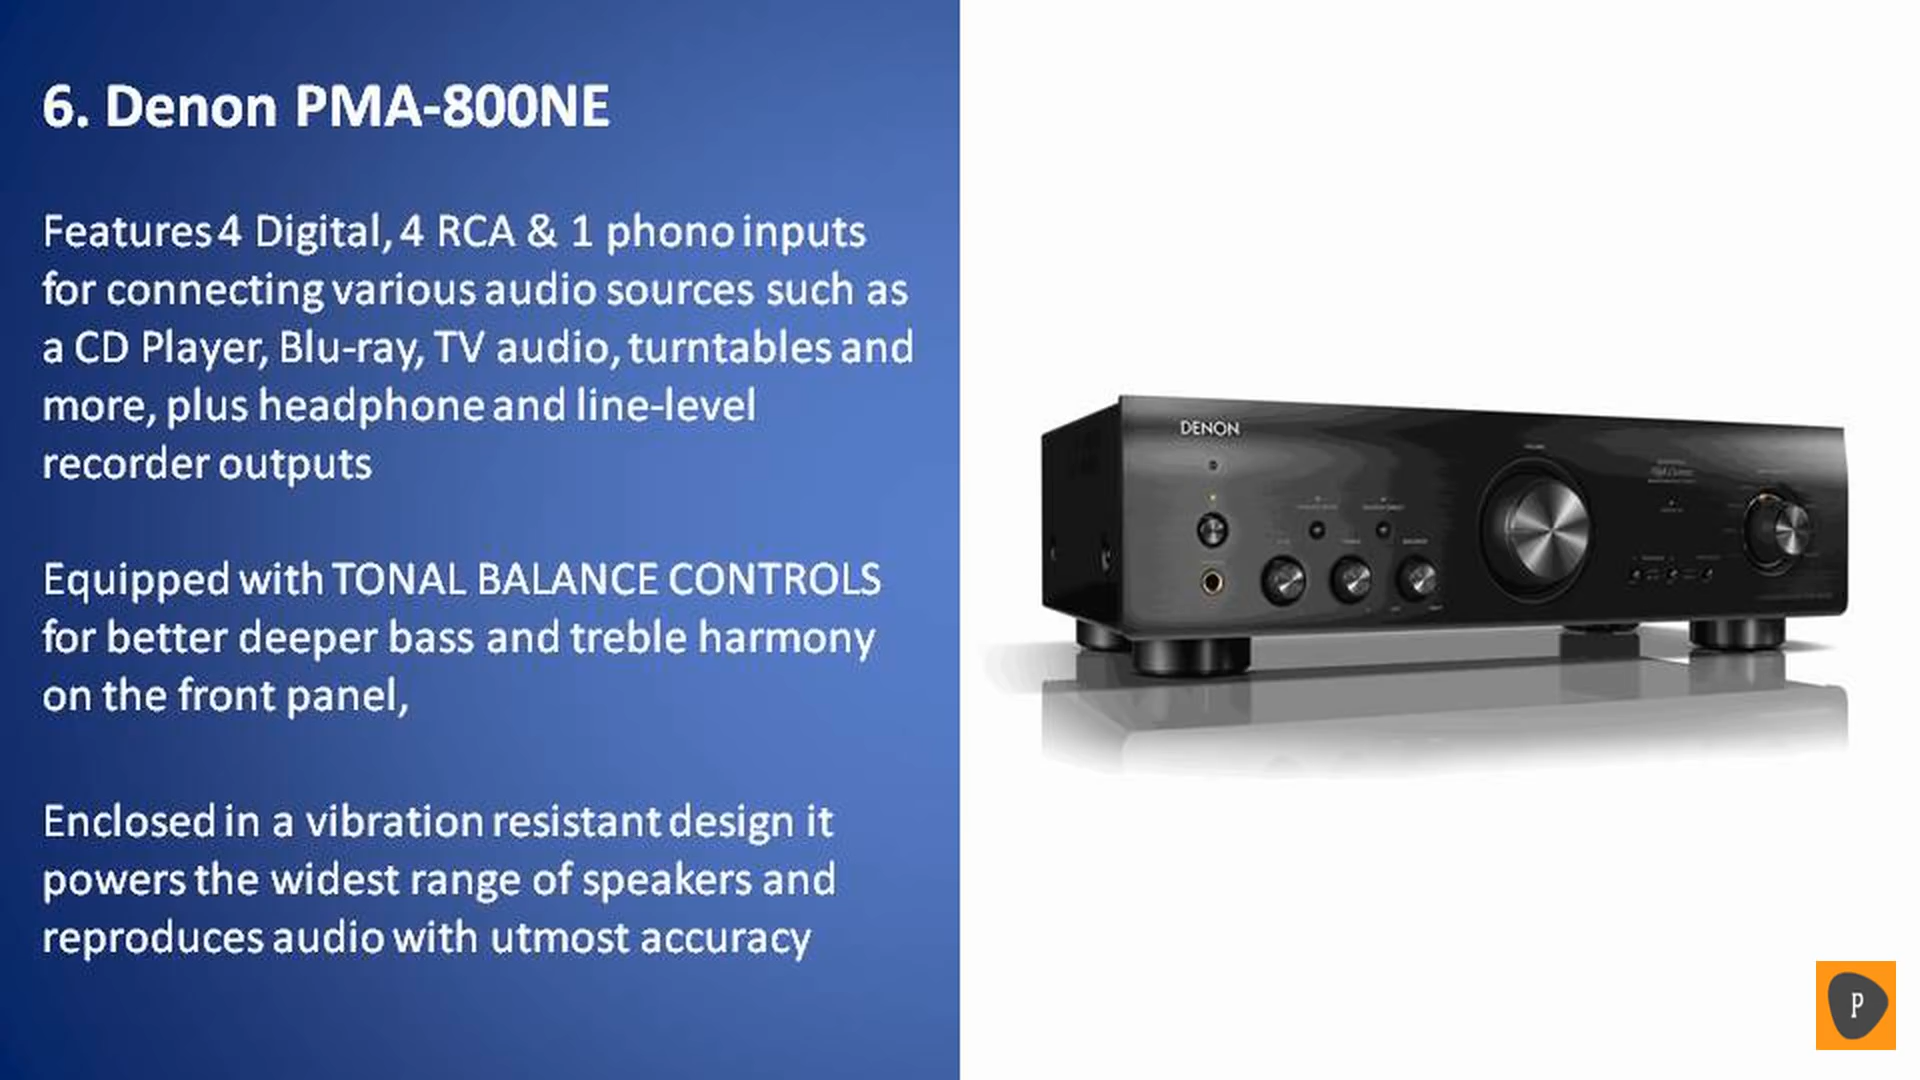 6. Denon PMA-800NE
Features 4 Digital, 4 RCA & 1 phono inputs
for connecting various audio sources such as
a CD Player, Blu-ray, TV audio, turntables and
more, plus headphone and line-level
recorder outputs
Equipped with TONAL BALANCE CONTROLS
for better deeper bass and treble harmony
on the front panel,
Enclosed in a vibration resistant design it
powers the widest range of speakers and
reproduces audio with utmost accuracy
DENON
P